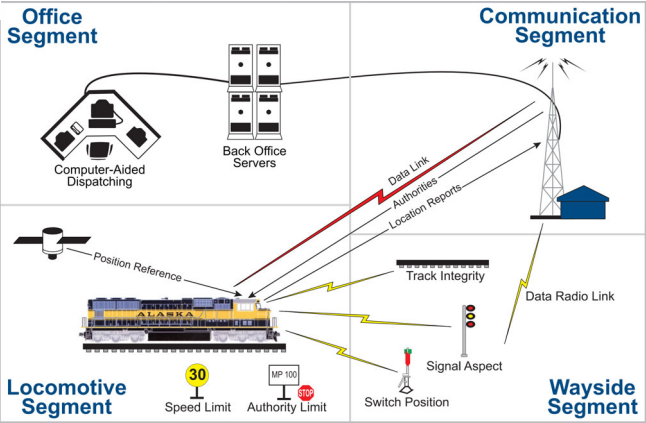 Office
Segment
Communication
Segment
Computer-Aided
Dispatching
Back Office
Servers
Data Link
Authorities
Location Reports
Position Reference
ALASKA
Track Integrity
Data Radio Link
Signal Aspect
Switch Position
30
Speed Limit
MP 100
STOP
Authority Limit
Locomotive
Segment
Wayside
Segment